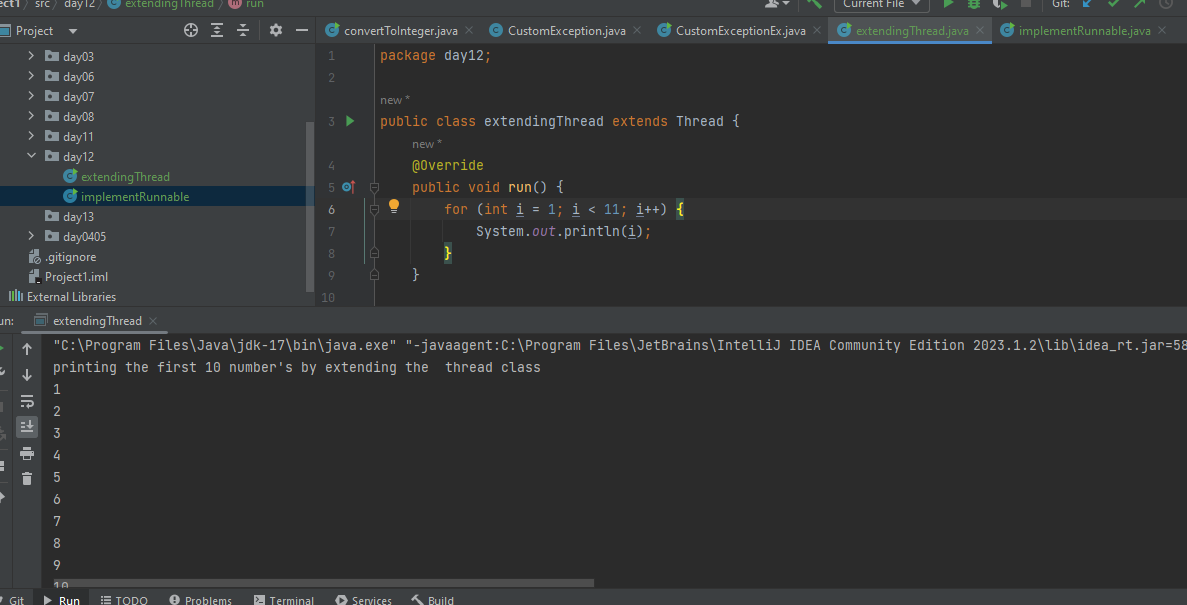 ect1 src day12 extendingThread run Current File Git:
Project
convertToInteger.java CustomException.java CustomExceptionEx.java extendingThread.java implementRunnable.java
day03
day06
day07
day08
day11
day12
extendingThread
implementRunnable
day13
day0405
.gitignore
Project1.iml
External Libraries
1 package day12;
2
new *
3 public class extendingThread extends Thread {
new *
4 @Override
5 public void run() {
6 for (int i = 1; i < 11; i++) {
7 System.out.println(i);
8 }
9 }
10
un: extendingThread
"C:\Program Files\Java\jdk-17\bin\java.exe" "-javaagent:C:\Program Files\JetBrains\IntelliJ IDEA Community Edition 2023.1.2\lib\idea_rt.jar=58
printing the first 10 number's by extending the  thread class
1
2
3
4
5
6
7
8
9
10
Git Run TODO Problems Terminal Services Build